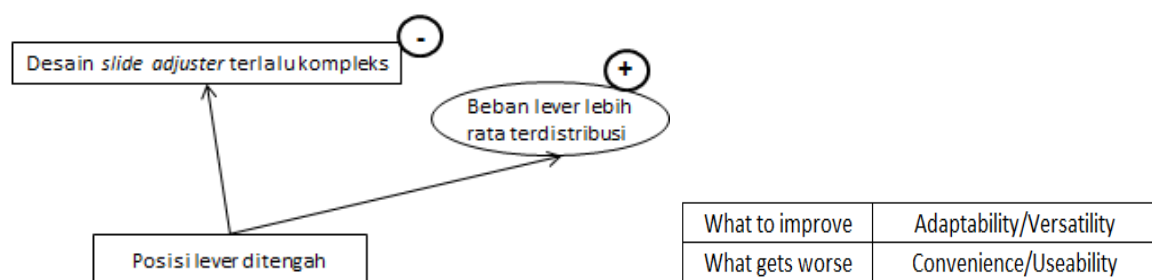 -
Desain slide adjuster terlalu kompleks
+
Beban lever lebih
rata terdistribusi
Posisi lever ditengah
What to improve Adaptability/Versatility
What gets worse Convenience/Useability